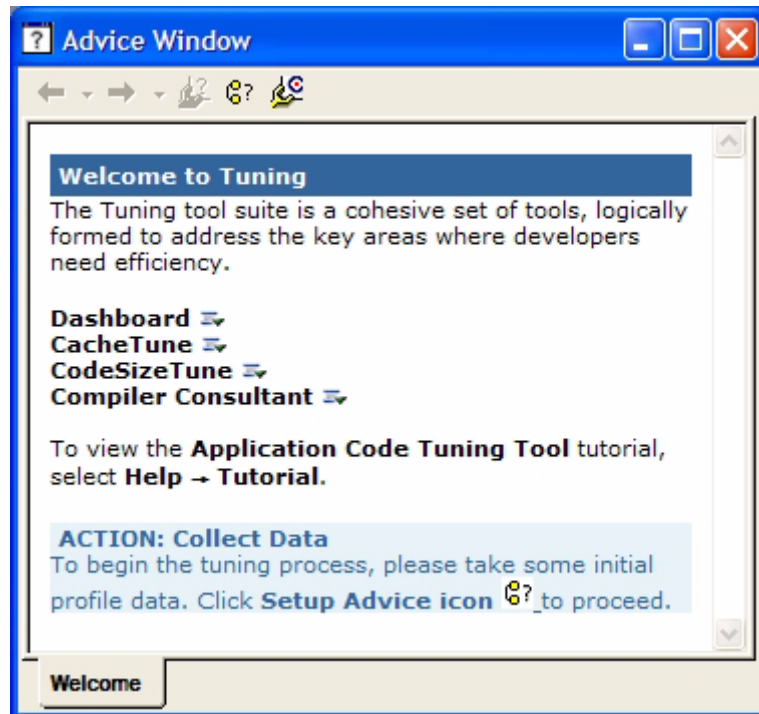 Advice Window
Welcome to Tuning
The Tuning tool suite is a cohesive set of tools, logically
formed to address the key areas where developers
need efficiency.
Dashboard
CacheTune
CodeSizeTune
Compiler Consultant
To view the Application Code Tuning Tool tutorial,
select Help → Tutorial.
ACTION: Collect Data
To begin the tuning process, please take some initial
profile data. Click Setup Advice icon to proceed.
Welcome